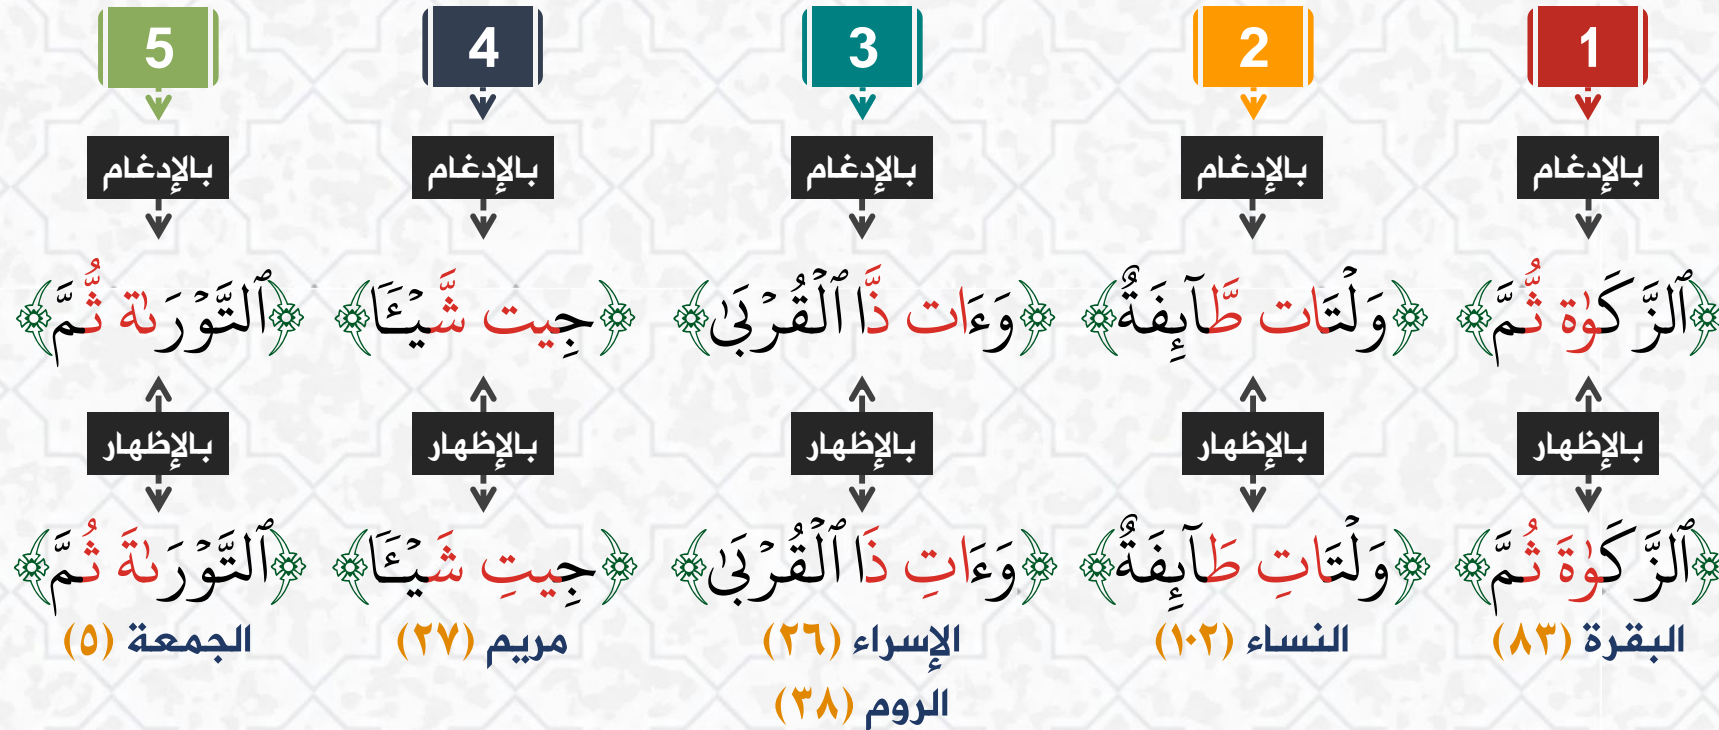 1 2 3 4 5
بالإدغام بالإدغام بالإدغام بالإدغام بالإدغام
﴿ٱلزَّكَوٰة ثُّمَّ﴾ ﴿وَلْتَات طَّآيِٕفَةٌ﴾ ﴿وَءَات ذَّا ٱلْقُرْبَىٰ﴾ ﴿جِيت شَّيْـًٔا﴾ ﴿ٱلتَّوْرَىٰة ثُّمَّ﴾
بالإظهار بالإظهار بالإظهار بالإظهار بالإظهار
﴿ٱلزَّكَوٰةَ ثُمَّ﴾ ﴿وَلْتَاتِ طَآيِٕفَةٌ﴾ ﴿وَءَاتِ ذَا ٱلْقُرْبَىٰ﴾ ﴿جِيتِ شَيْـًٔا﴾ ﴿ٱلتَّوْرَىٰةَ ثُمَّ﴾
البقرة (٨٣) النساء (١٠٢) الإسراء (٢٦) مريم (٢٧) الجمعة (٥)
الروم (٣٨)